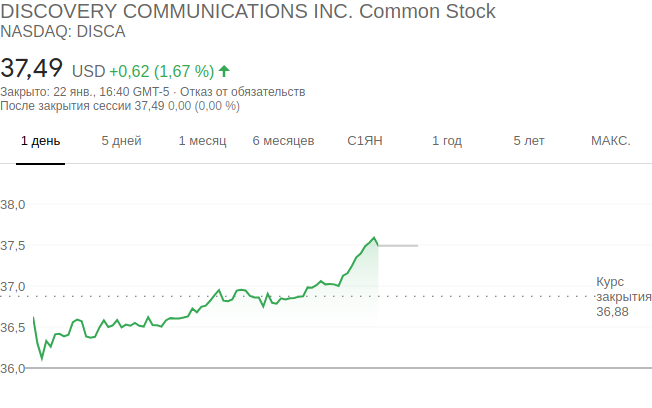 DISCOVERY COMMUNICATIONS INC. Common Stock
NASDAQ: DISCA
37,49 USD +0,62 (1,67 %)
Закрыто: 22 янв., 16:40 GMT-5 · Отказ от обязательств
После закрытия сессии 37,49 0,00 (0,00 %)
1 день 5 дней 1 месяц 6 месяцев С1ЯН 1 год 5 лет МАКС.
38,0
37,5
37,0
Курс
закрытия
36,88
36,5
36,0